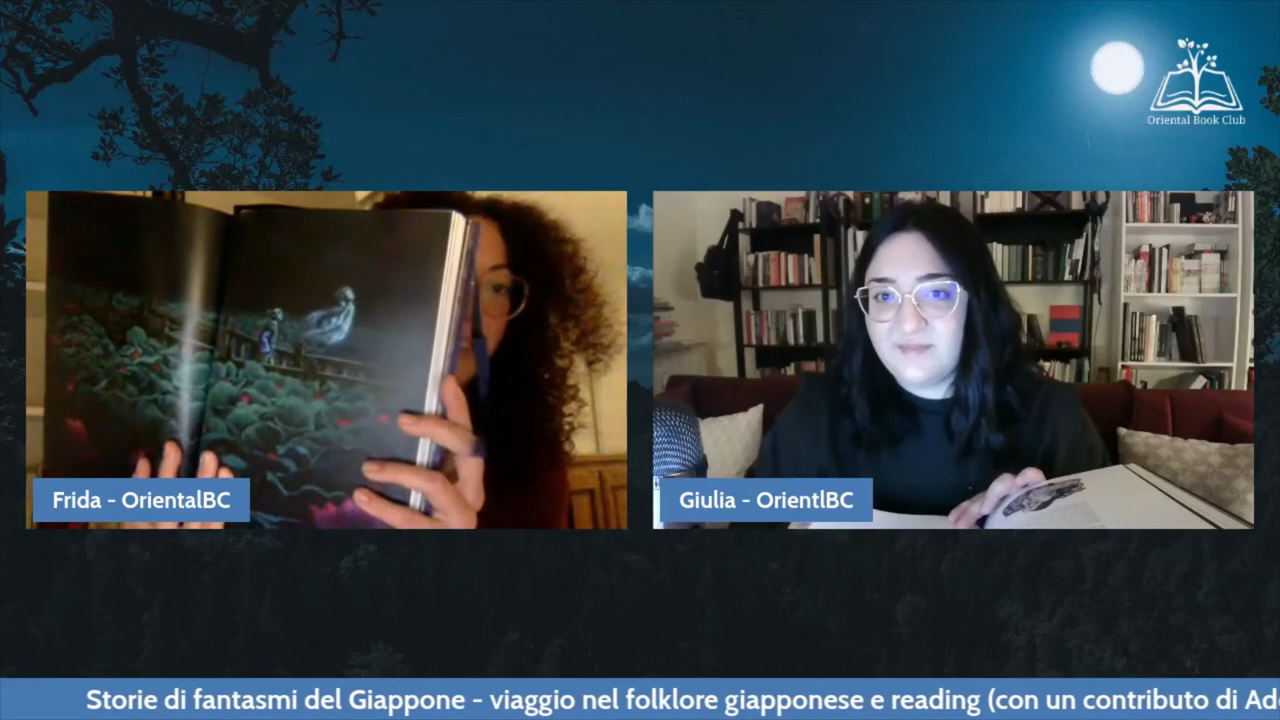 Oriental Book Club
Frida - OrientalBC
Giulia - OrientlBC
Storie di fantasmi del Giappone - viaggio nel folklore giapponese e reading (con un contributo di Ad